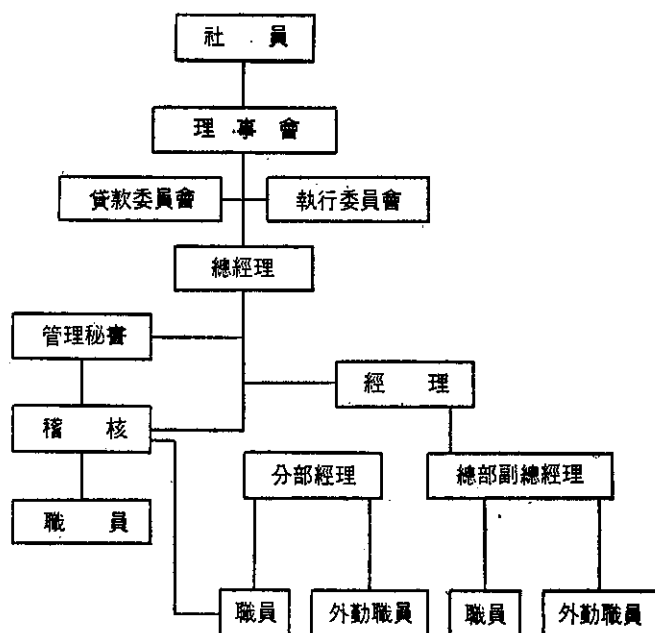 社員
理事會
貸款委員會
執行委員會
總經理
管理秘書
經理
稽核
分部經理
總部副總經理
職員
職員
外勤職員
職員
外勤職員